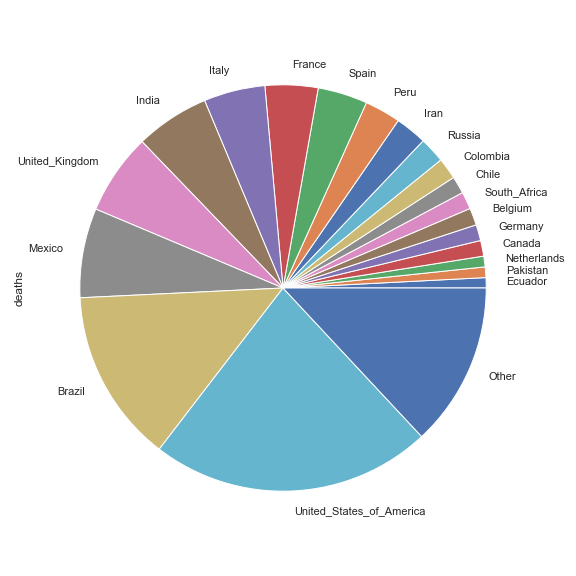 France
Italy
Spain
India
Peru
Iran
Russia
United_Kingdom
Colombia
Chile
South_Africa
Belgium
Germany
Mexico
Canada
Netherlands
Pakistan
Ecuador
deaths
Other
Brazil
United_States_of_America